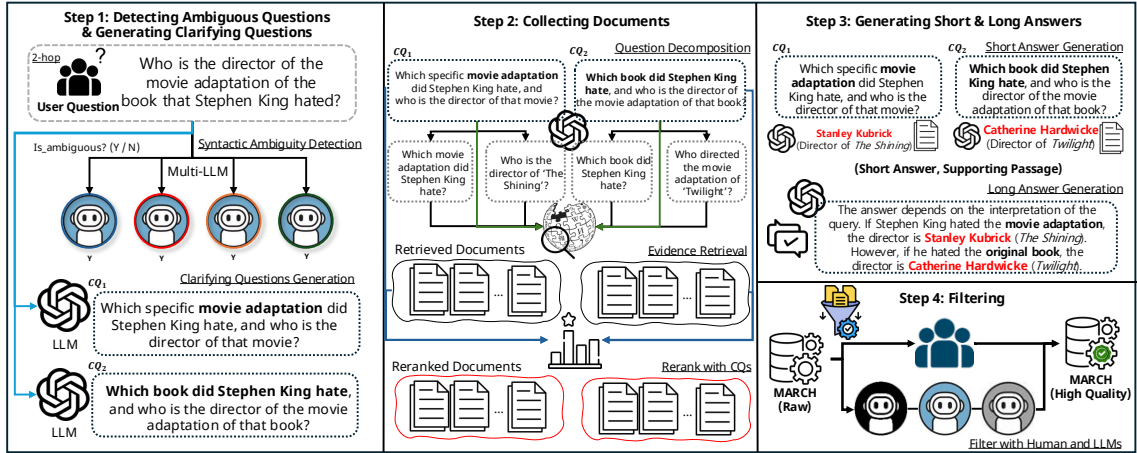 Step 1: Detecting Ambiguous Questions
& Generating Clarifying Questions
2-hop
?
User Question
Who is the director of the
movie adaptation of the
book that Stephen King hated?
Is_ambiguous? (Y / N)
Syntactic Ambiguity Detection
Multi-LLM
Y
Y
Y
Y
Clarifying Questions Generation
CQ1
LLM
Which specific movie adaptation did
Stephen King hate, and who is the
director of that movie?
CQ2
LLM
Which book did Stephen King hate,
and who is the director of the movie
adaptation of that book?
Step 2: Collecting Documents
CQ1
CQ2
Question Decomposition
Which specific movie adaptation
did Stephen King hate, and
who is the director of that movie?
Which book did Stephen King
hate, and who is the director of
the movie adaptation of that book?
Which movie
adaptation did
Stephen King
hate?
Who is the
director of ‘The
Shining’?
Which book did
Stephen King
hate?
Who directed
the movie
adaptation of
‘Twilight’?
Retrieved Documents
Evidence Retrieval
...
...
Reranked Documents
Rerank with CQs
...
...
Step 3: Generating Short & Long Answers
CQ1
CQ2
Short Answer Generation
Which specific movie
adaptation did Stephen
King hate, and who is the
director of that movie?
Which book did Stephen
King hate, and who is the
director of the movie
adaptation of that book?
Stanley Kubrick
(Director of The Shining)
Catherine Hardwicke
(Director of Twilight)
(Short Answer, Supporting Passage)
Long Answer Generation
The answer depends on the interpretation of the
query. If Stephen King hated the movie adaptation,
the director is Stanley Kubrick (The Shining).
However, if he hated the original book, the
director is Catherine Hardwicke (Twilight).
Step 4: Filtering
MARCH
(Raw)
MARCH
(High Quality)
Filter with Human and LLMs